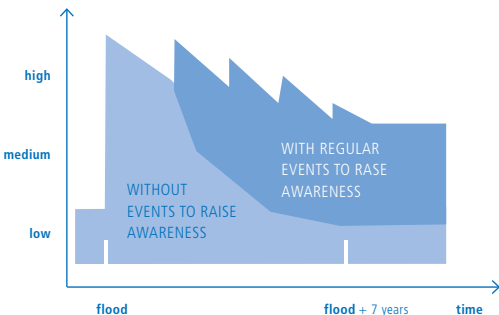 high
medium
low
WITH REGULAR
EVENTS TO RASE
AWARENESS
WITHOUT
EVENTS TO RAISE
AWARENESS
flood
flood + 7 years
time